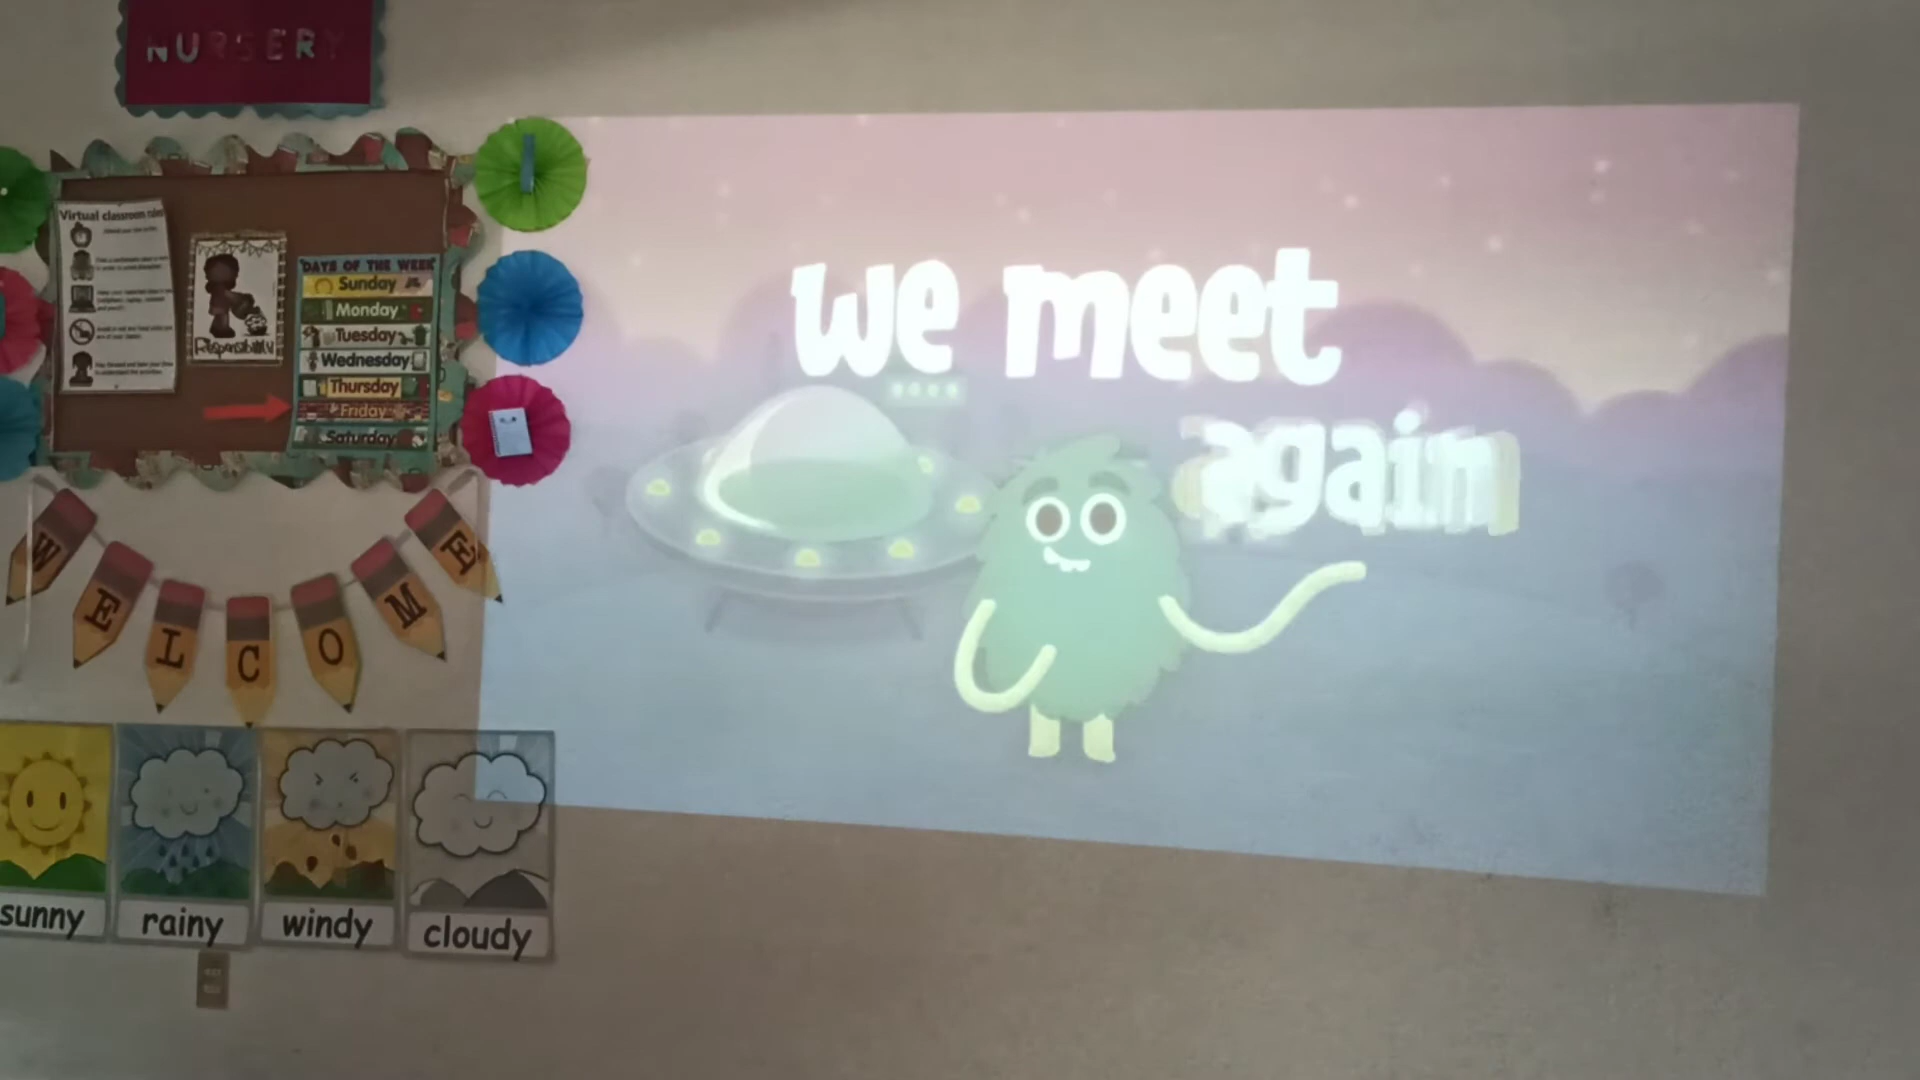 NURSERY
Virtual classroom rules
Responsibility
DAYS OF THE WEEK
Sunday
Monday
Tuesday
Wednesday
Thursday
Friday
Saturday
WELCOME
sunny
rainy
windy
cloudy
we meet
again